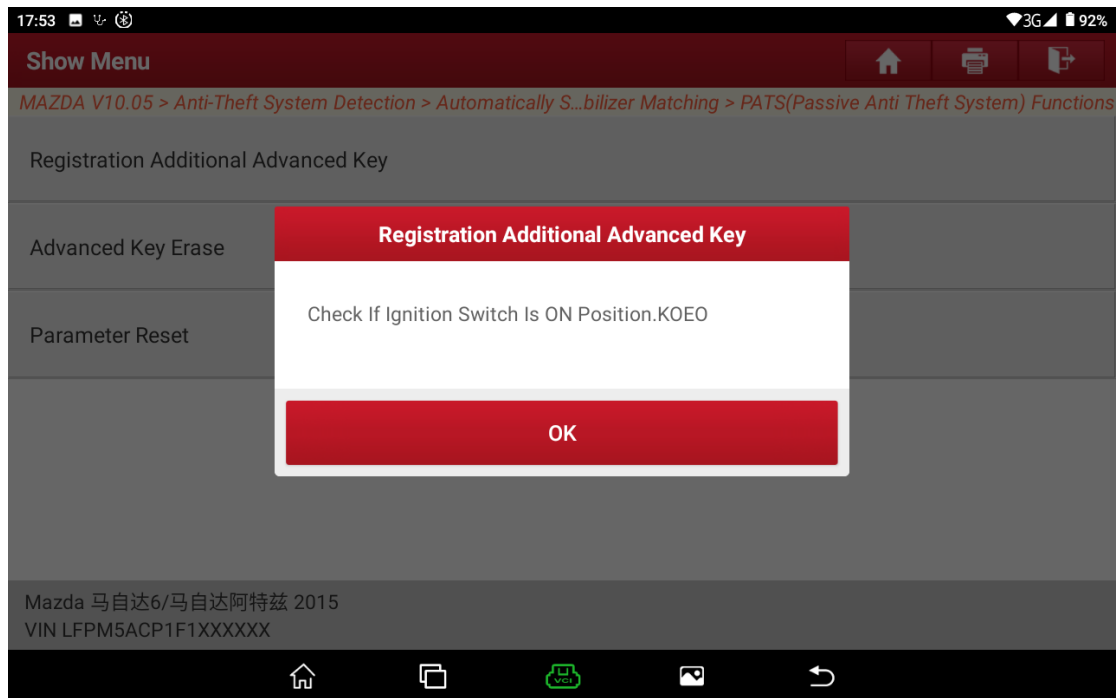 17:53
3G 92%
Show Menu
MAZDA V10.05 > Anti-Theft System Detection > Automatically S...bilizer Matching > PATS(Passive Anti Theft System) Functions
Registration Additional Advanced Key
Advanced Key Erase
Parameter Reset
Registration Additional Advanced Key
Check If Ignition Switch Is ON Position.KOEO
OK
Mazda 马自达6/马自达阿特兹 2015
VIN LFPM5ACP1F1XXXXXX
VCI